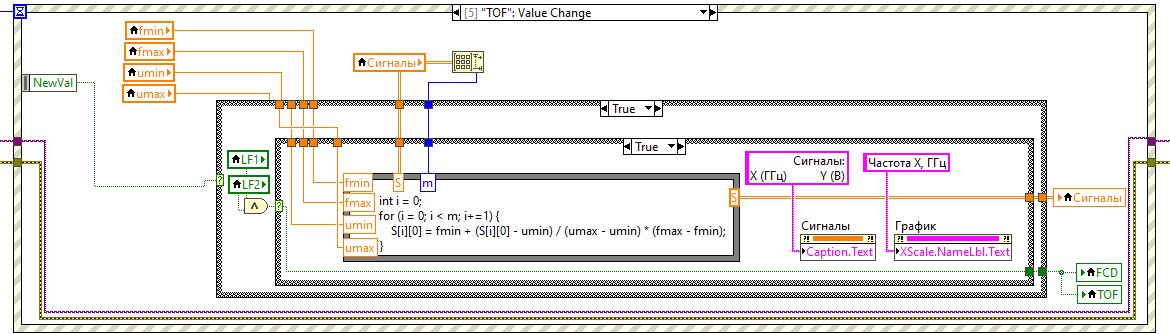 [5] "TOF": Value Change
fmin
fmax
umin
umax
Сигналы
NewVal
True
True
LF1
LF2
Λ
?
?
fmin
S
m
fmax
umin
umax
int i = 0;
for (i = 0; i < m; i+=1) {
S[i][0] = fmin + (S[i][0] - umin) / (umax - umin) * (fmax - fmin);
}
S
Сигналы:
X (ГГц) Y (В)
Частота X, ГГц
Сигналы
Caption.Text
График
XScale.NameLbl.Text
Сигналы
FCD
TOF